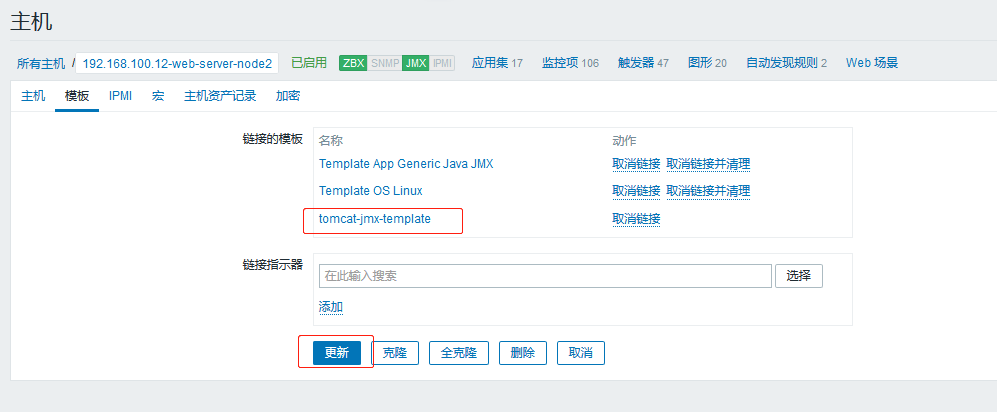 主机
所有主机 / 192.168.100.12-web-server-node2 已启用 ZBX SNMP JMX IPMI 应用集 17 监控项 106 触发器 47 图形 20 自动发现规则 2 Web 场景
主机 模板 IPMI 宏 主机资产记录 加密
链接的模板 名称 动作
Template App Generic Java JMX 取消链接 取消链接并清理
Template OS Linux 取消链接 取消链接并清理
tomcat-jmx-template 取消链接
链接指示器
在此输入搜索 选择
添加
更新 克隆 全克隆 删除 取消